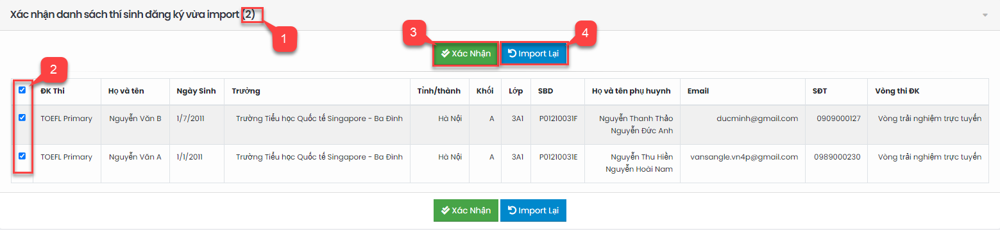 Xác nhận danh sách thí sinh đăng ký vừa import (2)
1
3
4
Xác Nhận Import Lại
2
ĐK Thi Họ và tên Ngày Sinh Trường Tỉnh/thành Khối Lớp SBD Họ và tên phụ huynh Email SĐT Vòng thi ĐK
TOEFL Primary Nguyễn Văn B 1/7/2011 Trường Tiểu học Quốc tế Singapore - Ba Đình Hà Nội A 3A1 P01210031F Nguyễn Thanh Thảo ducminh@gmail.com 0909000127 Vòng trải nghiệm trực tuyến
Nguyễn Đức Anh
TOEFL Primary Nguyễn Văn A 1/1/2011 Trường Tiểu học Quốc tế Singapore - Ba Đình Hà Nội A 3A1 P01210031E Nguyễn Thu Hiền vansangle.vn4p@gmail.com 0989000230 Vòng trải nghiệm trực tuyến
Nguyễn Hoài Nam
Xác Nhận Import Lại